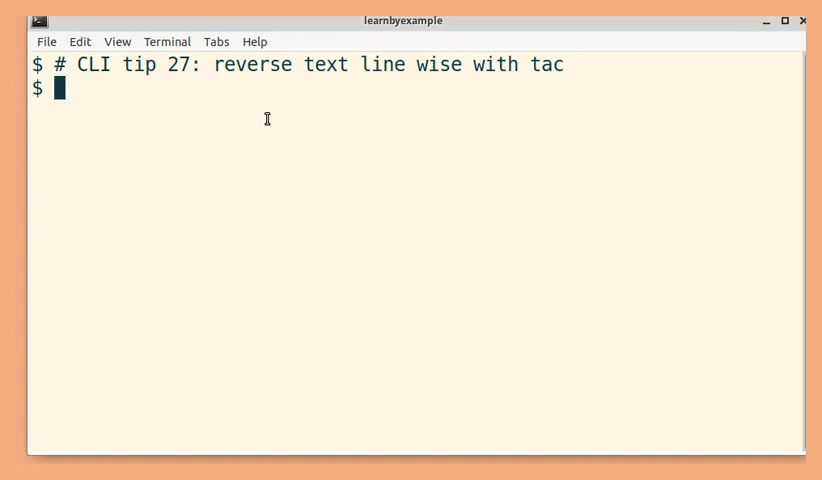 learnbyexample
File Edit View Terminal Tabs Help
$ # CLI tip 27: reverse text line wise with tac
$